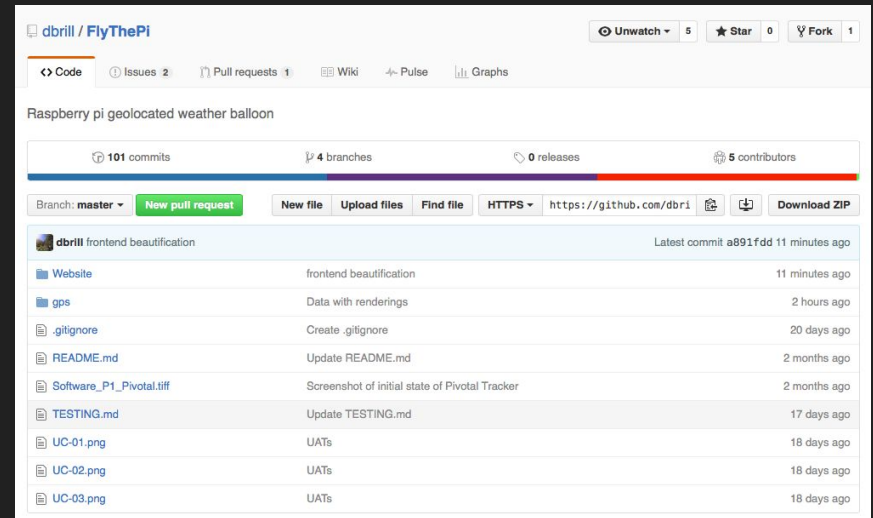 dbrill / FlyThePi Unwatch 5 Star 0 Fork 1
Code Issues 2 Pull requests 1 Wiki Pulse Graphs
Raspberry pi geolocated weather balloon
101 commits 4 branches 0 releases 5 contributors
Branch: master New pull request New file Upload files Find file HTTPS https://github.com/dbri Download ZIP
dbrill frontend beautification Latest commit a891fdd 11 minutes ago
Website frontend beautification 11 minutes ago
gps Data with renderings 2 hours ago
.gitignore Create .gitignore 20 days ago
README.md Update README.md 2 months ago
Software_P1_Pivotal.tiff Screenshot of initial state of Pivotal Tracker 2 months ago
TESTING.md Update TESTING.md 17 days ago
UC-01.png UATs 18 days ago
UC-02.png UATs 18 days ago
UC-03.png UATs 18 days ago